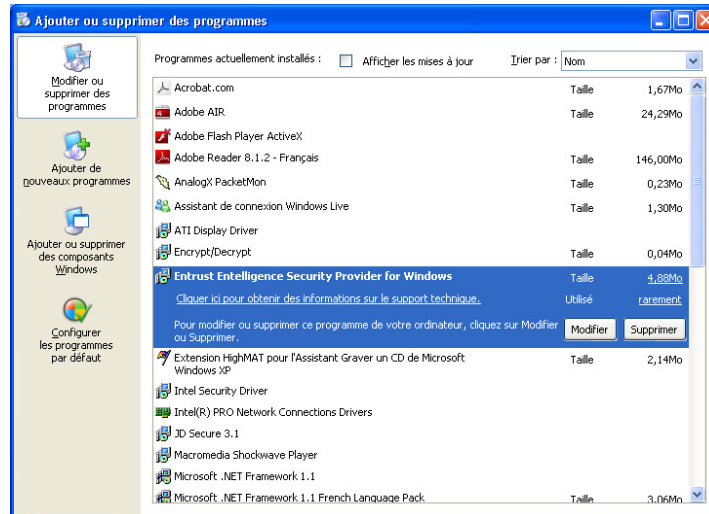 Ajouter ou supprimer des programmes
Modifier ou
supprimer des
programmes
Ajouter de
nouveaux programmes
Ajouter ou supprimer
des composants
Windows
Configurer
les programmes
par défaut
Programmes actuellement installés :
Afficher les mises à jour
Trier par :
Nom
Acrobat.com Taille 1,67Mo
Adobe AIR Taille 24,29Mo
Adobe Flash Player ActiveX
Adobe Reader 8.1.2 - Français Taille 146,00Mo
AnalogX PacketMon Taille 0,23Mo
Assistant de connexion Windows Live Taille 1,30Mo
ATI Display Driver
Encrypt/Decrypt Taille 0,04Mo
Entrust Entelligence Security Provider for Windows Taille 4,88Mo
Cliquer ici pour obtenir des informations sur le support technique. Utilisé rarement
Pour modifier ou supprimer ce programme de votre ordinateur, cliquez sur Modifier
ou Supprimer.
Modifier Supprimer
Extension HighMAT pour l'Assistant Graver un CD de Microsoft Taille 2,14Mo
Windows XP
Intel Security Driver
Intel(R) PRO Network Connections Drivers
JD Secure 3.1
Macromedia Shockwave Player
Microsoft .NET Framework 1.1
Microsoft .NET Framework 1.1 French Language Pack Taille 3,06Mo